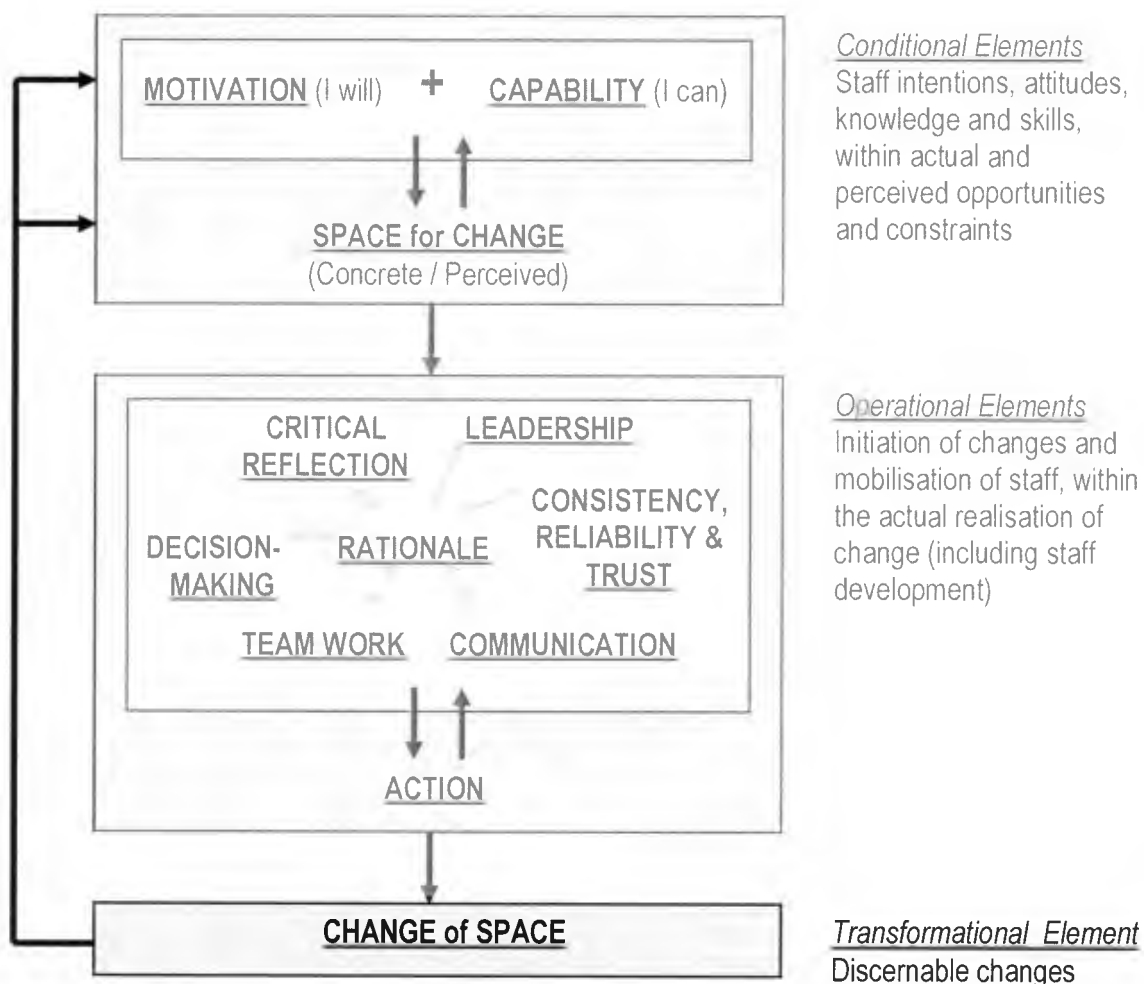 MOTIVATION (I will) + CAPABILITY (I can)
SPACE for CHANGE
(Concrete / Perceived)
Conditional Elements
Staff intentions, attitudes,
knowledge and skills,
within actual and
perceived opportunities
and constraints
CRITICAL
REFLECTION
LEADERSHIP
DECISION-
MAKING
RATIONALE
CONSISTENCY,
RELIABILITY &
TRUST
TEAM WORK
COMMUNICATION
ACTION
Operational Elements
Initiation of changes and
mobilisation of staff, within
the actual realisation of
change (including staff
development)
CHANGE of SPACE
Transformational Element
Discernable changes